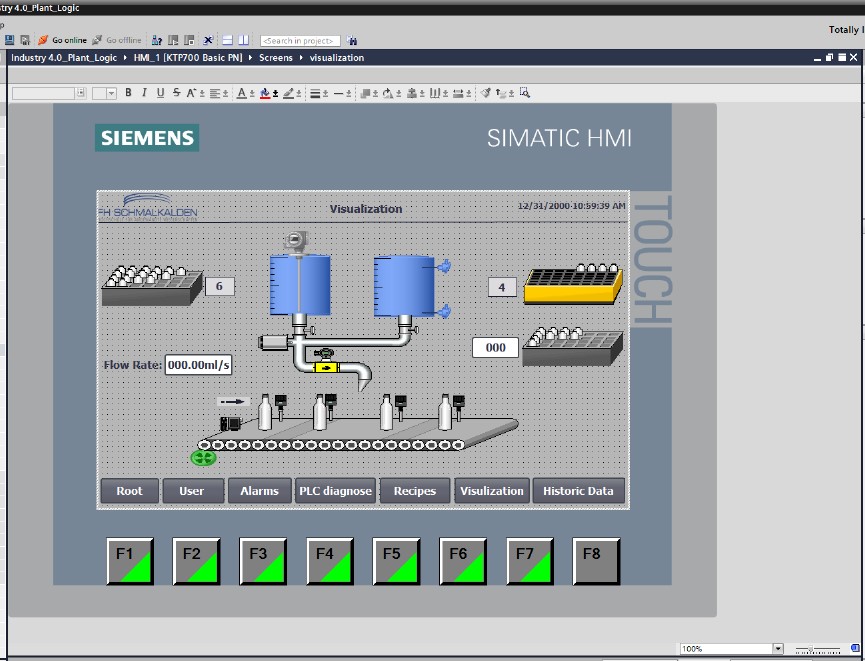 stry 4.0_Plant_Logic
p
Totally I
Go online Go offline <Search in project>
Industry 4.0_Plant_Logic HMI_1 [KTP700 Basic PN] Screens visualization
B I U S A A
SIEMENS
SIMATIC HMI
FH SCHMALKALDEN
Visualization
12/31/2000 10:59:39 AM
TOUCH
6
4
000
Flow Rate: 000.00ml/s
Root User Alarms PLC diagnose Recipes Visulization Historic Data
F1 F2 F3 F4 F5 F6 F7 F8
100%